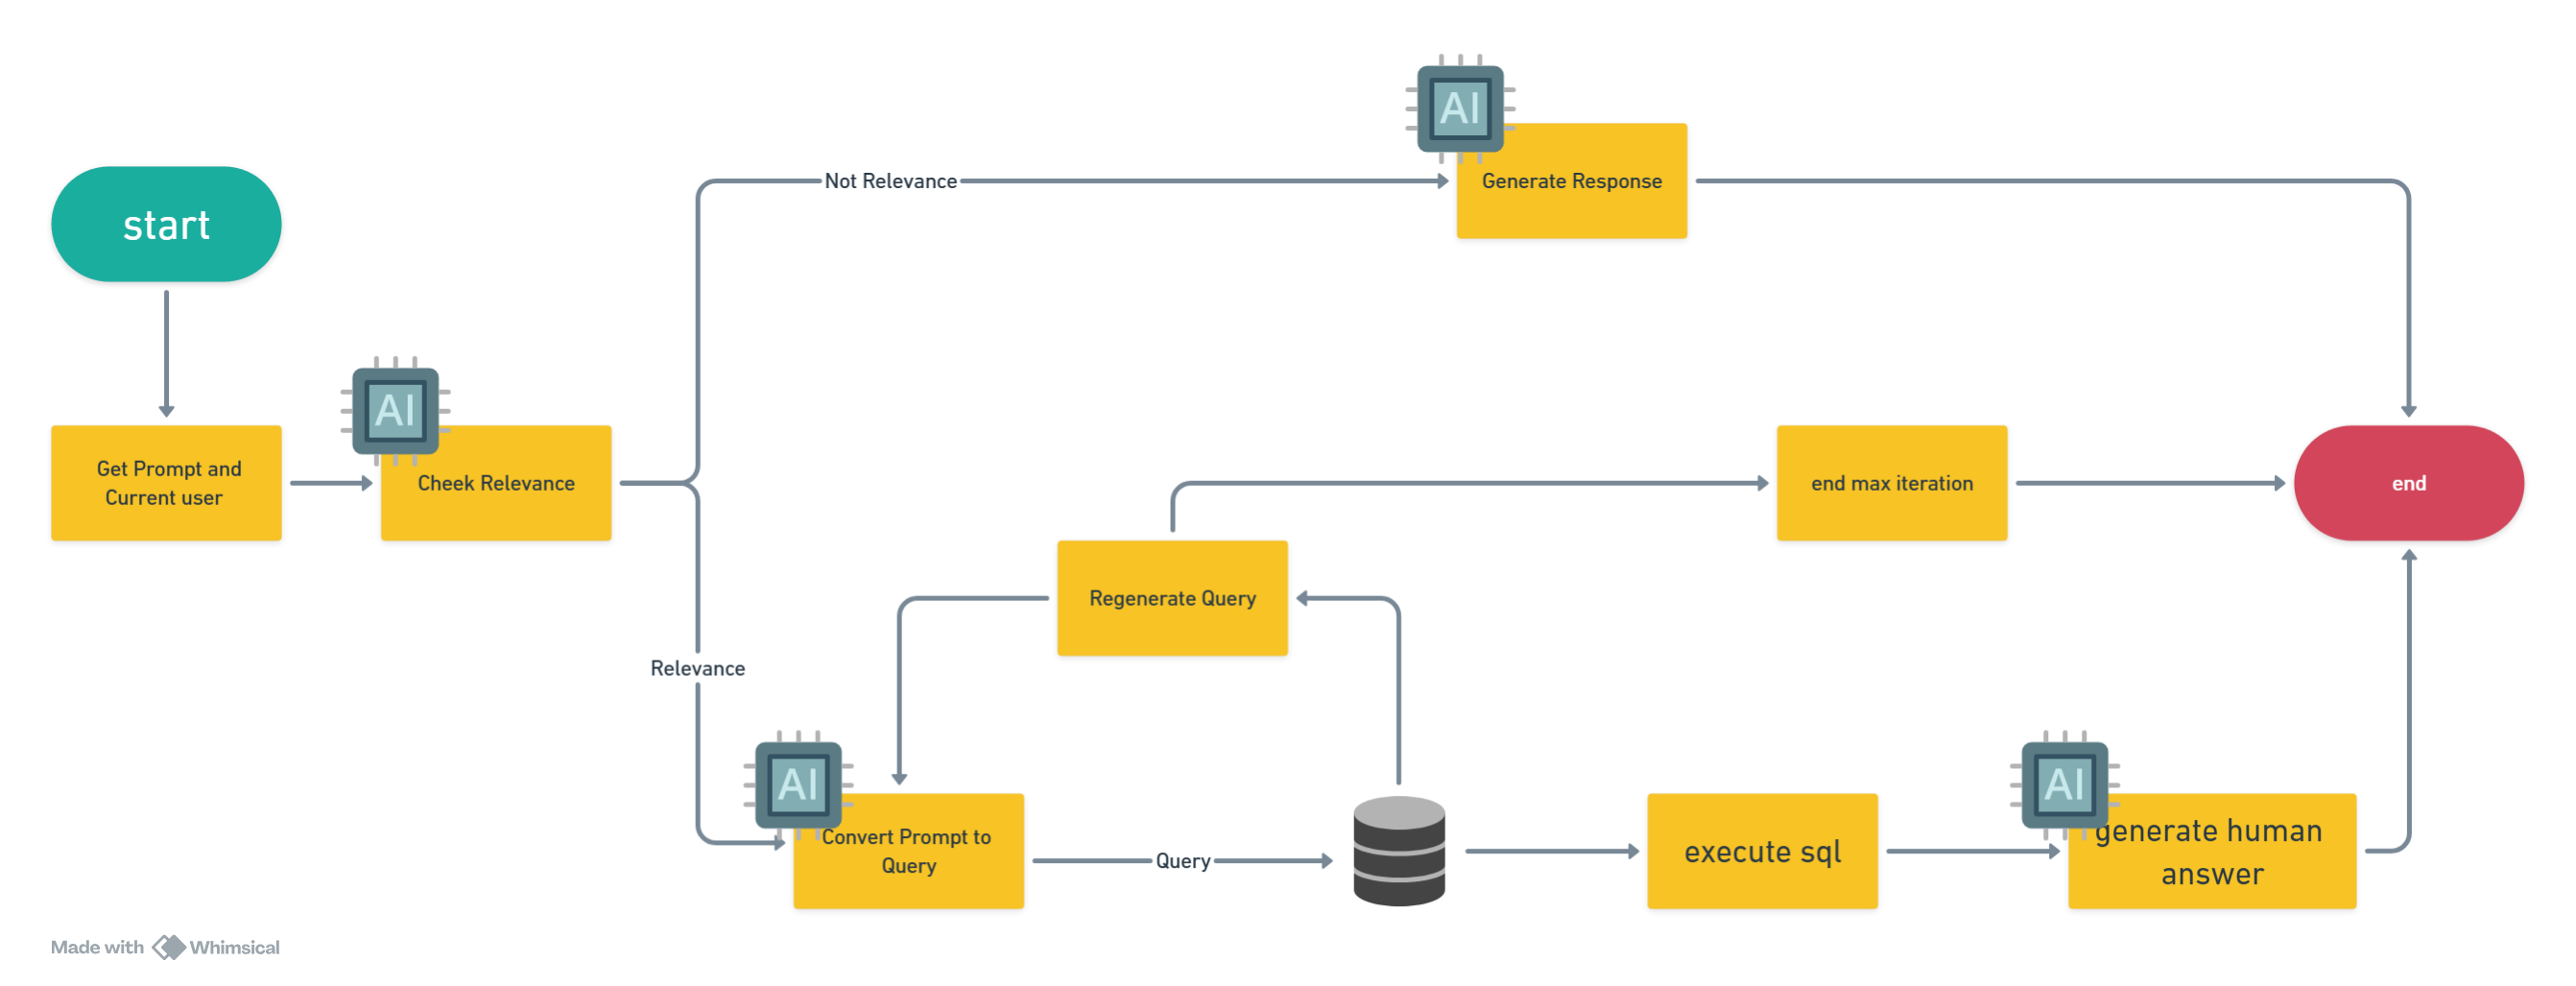 AI
Generate Response
Not Relevance
start
AI
Get Prompt and
Current user
Cheek Relevance
end max iteration
end
Regenerate Query
Relevance
AI
Convert Prompt to
Query
Query
execute sql
AI
generate human
answer
Made with Whimsical